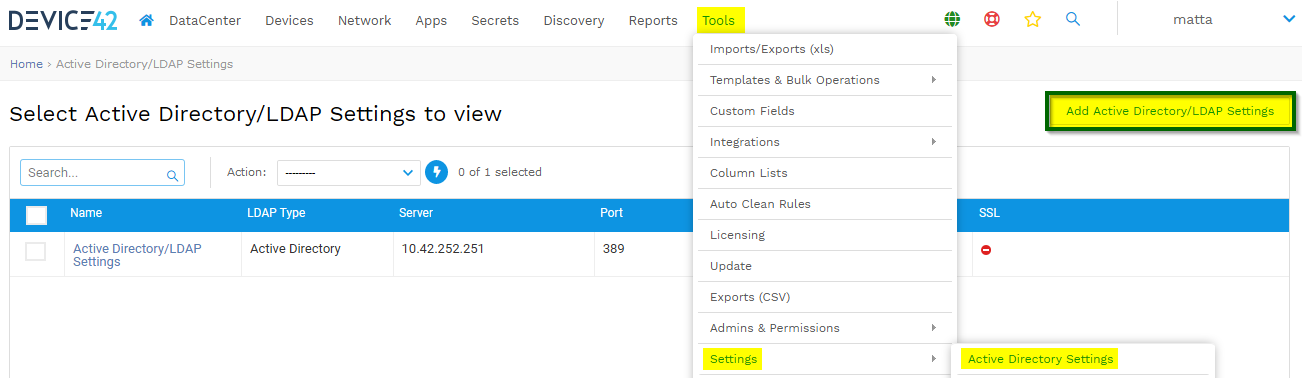 DEVICE42 DataCenter Devices Network Apps Secrets Discovery Reports Tools matta
Home › Active Directory/LDAP Settings
Select Active Directory/LDAP Settings to view
Add Active Directory/LDAP Settings
Search... Action: --------- 0 of 1 selected
Name LDAP Type Server Port SSL
Active Directory/LDAP
Settings
Active Directory 10.42.252.251 389
Imports/Exports (xls)
Templates & Bulk Operations
Custom Fields
Integrations
Column Lists
Auto Clean Rules
Licensing
Update
Exports (CSV)
Admins & Permissions
Settings
Active Directory Settings